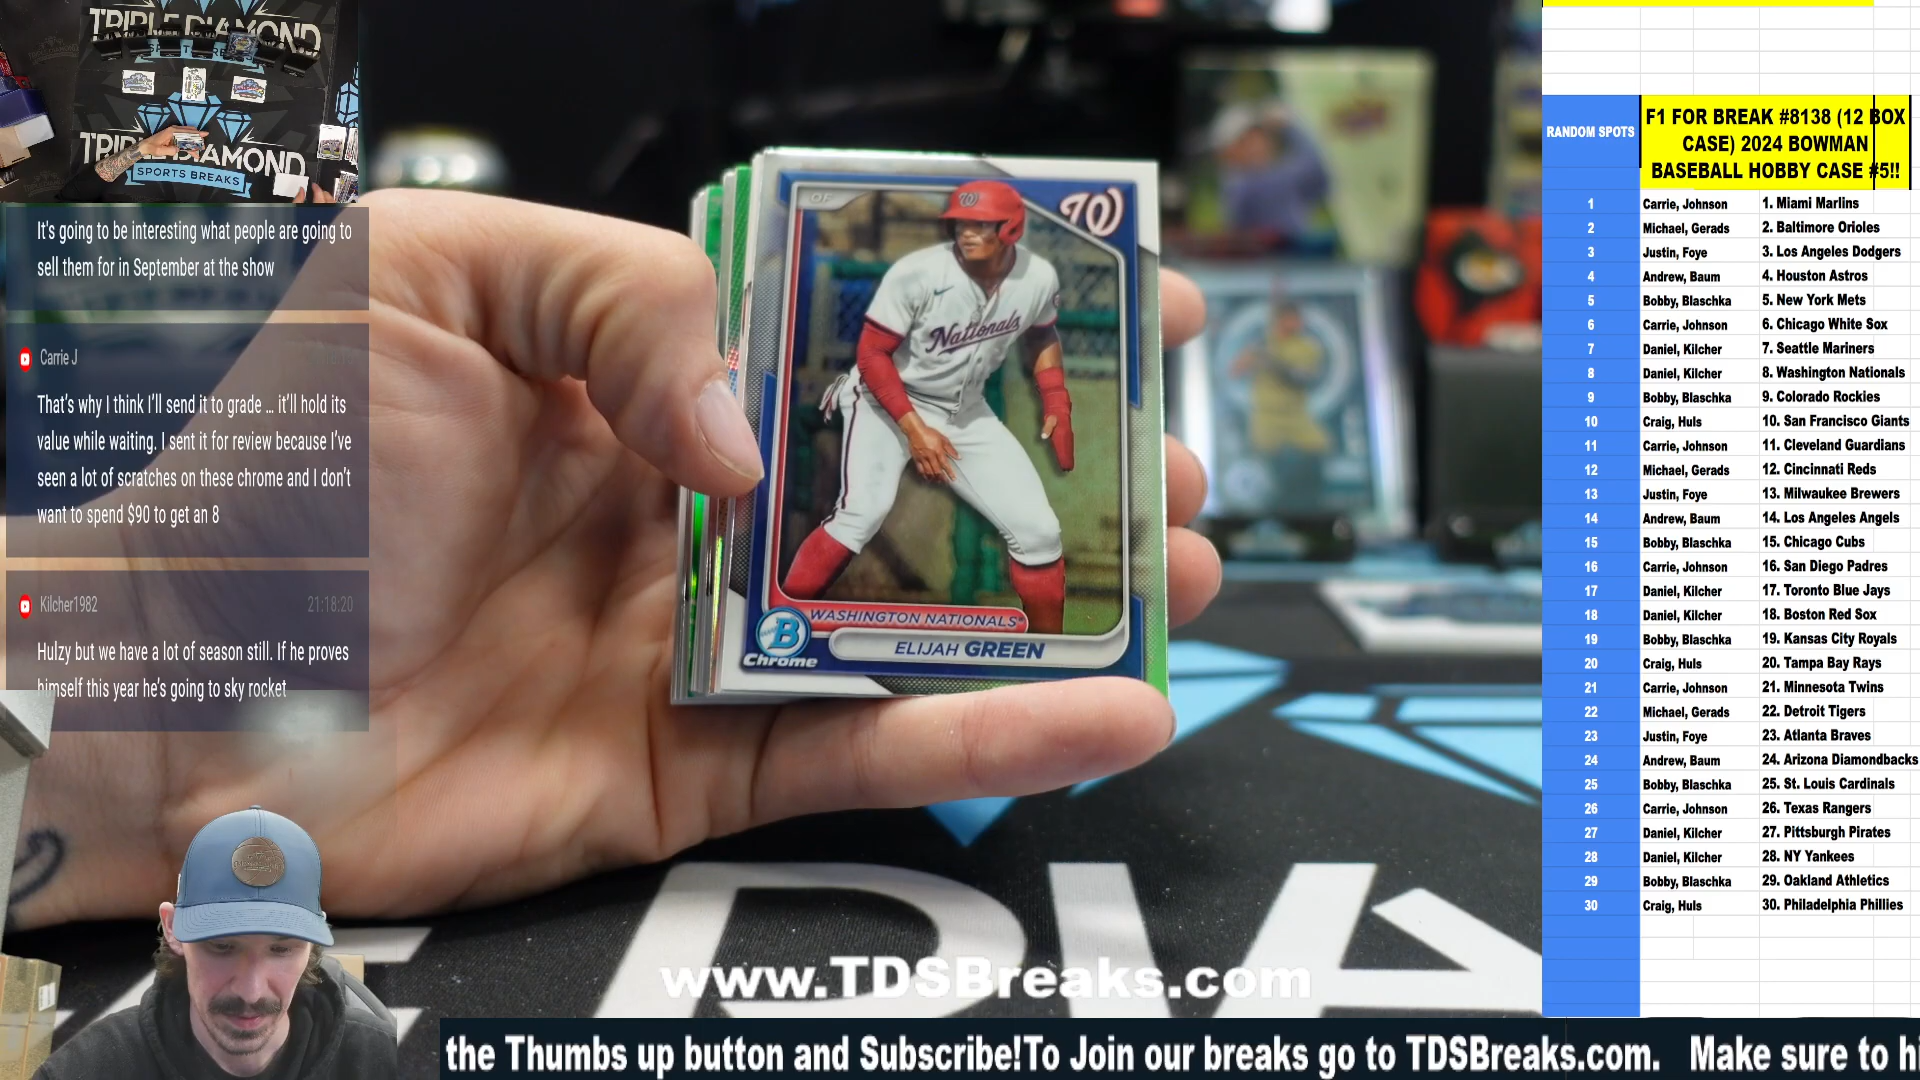 TRIPLE DIAMOND
TRIPLE DIAMOND
SPORTS BREAKS
It's going to be interesting what people are going to
sell them for in September at the show
Carrie J
That's why I think I'll send it to grade ... it'll hold its
value while waiting. I sent it for review because I've
seen a lot of scratches on these chrome and I don't
want to spend $90 to get an 8
Kilcher1982 21:18:20
Hulzy but we have a lot of season still. If he proves
himself this year he's going to sky rocket
OF
W
Nationals
WASHINGTON NATIONALS
B
Chrome
ELIJAH GREEN
www.TDSBreaks.com
RANDOM SPOTS
F1 FOR BREAK #8138 (12 BOX
CASE) 2024 BOWMAN
BASEBALL HOBBY CASE #5!!
1 Carrie, Johnson 1. Miami Marlins
2 Michael, Gerads 2. Baltimore Orioles
3 Justin, Foye 3. Los Angeles Dodgers
4 Andrew, Baum 4. Houston Astros
5 Bobby, Blaschka 5. New York Mets
6 Carrie, Johnson 6. Chicago White Sox
7 Daniel, Kilcher 7. Seattle Mariners
8 Daniel, Kilcher 8. Washington Nationals
9 Bobby, Blaschka 9. Colorado Rockies
10 Craig, Huls 10. San Francisco Giants
11 Carrie, Johnson 11. Cleveland Guardians
12 Michael, Gerads 12. Cincinnati Reds
13 Justin, Foye 13. Milwaukee Brewers
14 Andrew, Baum 14. Los Angeles Angels
15 Bobby, Blaschka 15. Chicago Cubs
16 Carrie, Johnson 16. San Diego Padres
17 Daniel, Kilcher 17. Toronto Blue Jays
18 Daniel, Kilcher 18. Boston Red Sox
19 Bobby, Blaschka 19. Kansas City Royals
20 Craig, Huls 20. Tampa Bay Rays
21 Carrie, Johnson 21. Minnesota Twins
22 Michael, Gerads 22. Detroit Tigers
23 Justin, Foye 23. Atlanta Braves
24 Andrew, Baum 24. Arizona Diamondbacks
25 Bobby, Blaschka 25. St. Louis Cardinals
26 Carrie, Johnson 26. Texas Rangers
27 Daniel, Kilcher 27. Pittsburgh Pirates
28 Daniel, Kilcher 28. NY Yankees
29 Bobby, Blaschka 29. Oakland Athletics
30 Craig, Huls 30. Philadelphia Phillies
the Thumbs up button and Subscribe!To Join our breaks go to TDSBreaks.com. Make sure to hi